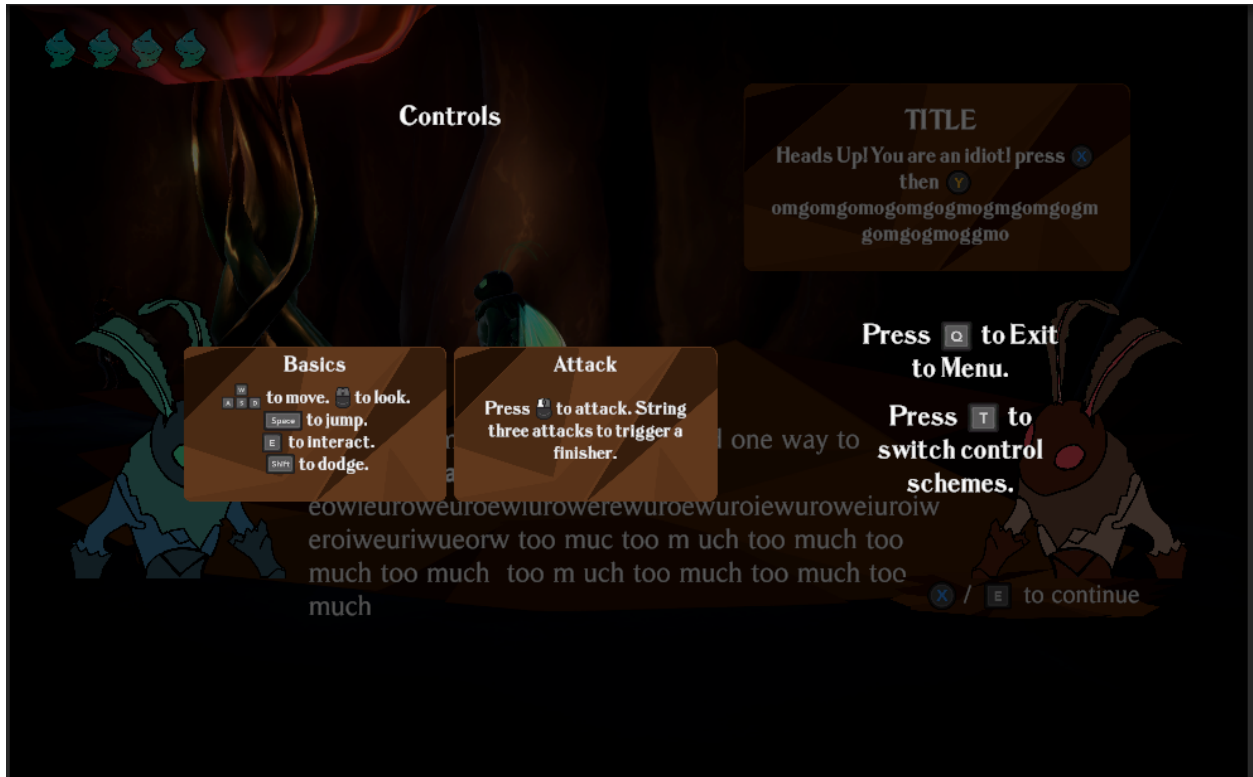 Controls
TITLE
Heads Up! You are an idiot! press X
then Y
omgomgomogomgogmogmgomgogm
gomgogmoggmo
Press Q to Exit
to Menu.
Press T to
switch control
schemes.
Basics
W
A S D to move. to look.
Space to jump.
E to interact.
Shift to dodge.
Attack
Press to attack. String
three attacks to trigger a
finisher.
one way to
eowieuroweuroewiurowerewuroewuroiewuroweiuroiw
eroiweuriwueorw too muc too m uch too much too
much too much too m uch too much too much too
much
X / E to continue